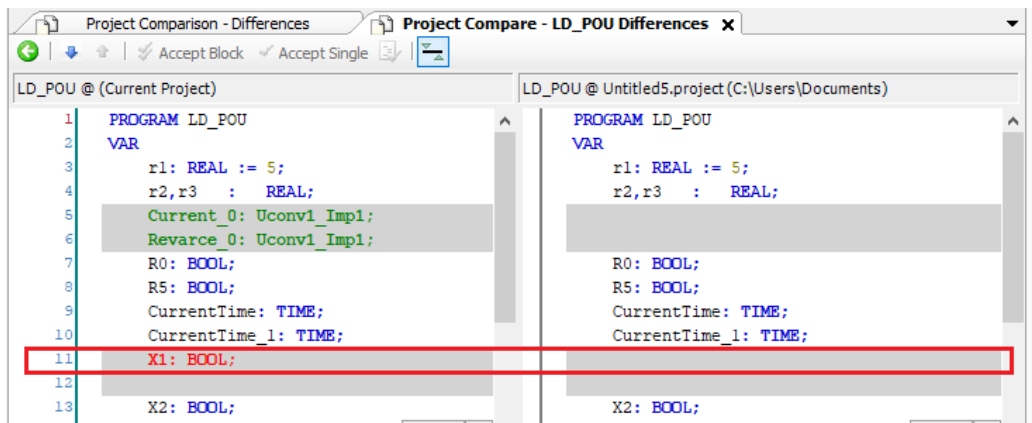 Project Comparison - Differences Project Compare - LD_POU Differences X
Accept Block Accept Single
LD_POU @ (Current Project) LD_POU @ Untitled5.project (C:\Users\Documents)
1 PROGRAM LD_POU PROGRAM LD_POU
2 VAR VAR
3 r1: REAL := 5; r1: REAL := 5;
4 r2,r3 : REAL; r2,r3 : REAL;
5 Current_0: Uconv1_Imp1;
6 Revarce_0: Uconv1_Imp1;
7 R0: BOOL; R0: BOOL;
8 R5: BOOL; R5: BOOL;
9 CurrentTime: TIME; CurrentTime: TIME;
10 CurrentTime_1: TIME; CurrentTime_1: TIME;
11 X1: BOOL;
12
13 X2: BOOL; X2: BOOL;